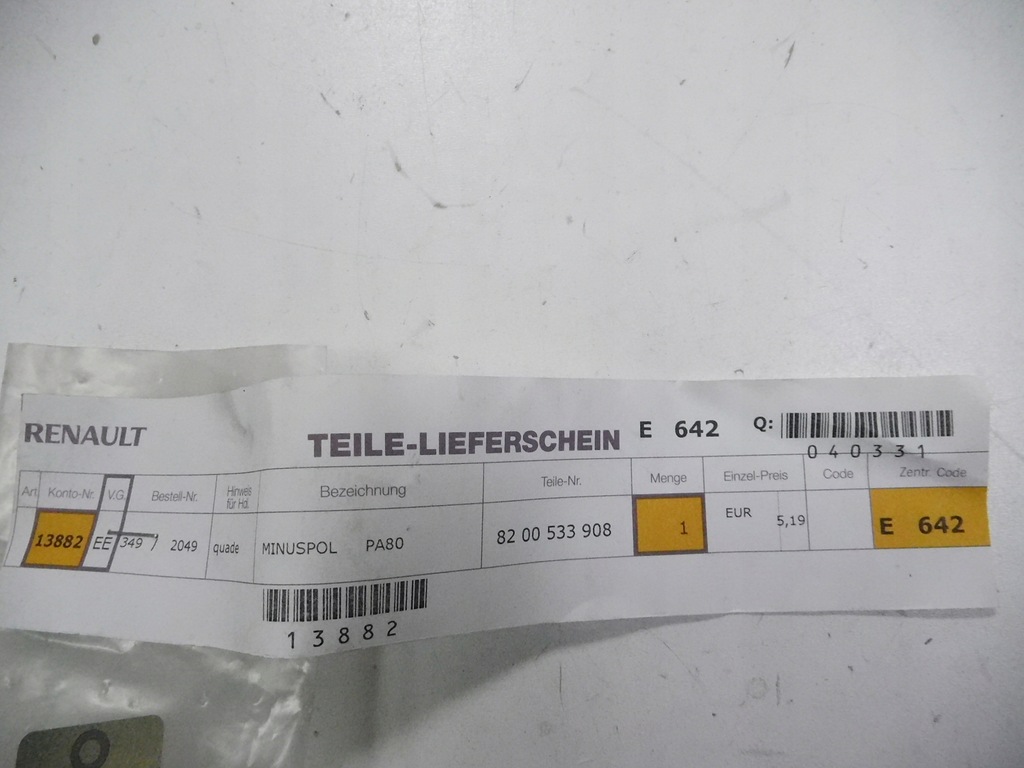 RENAULT TEILE-LIEFERSCHEIN E 642 Q:
040331
Art Konto-Nr. V.G. Bestell-Nr. Hinweis für Hd. Bezeichnung Teile-Nr. Menge Einzel-Preis Code Zentr. Code
13882 EE 349 2049 quade MINUSPOL PA80 82 00 533 908 1 EUR 5,19 E 642
13882